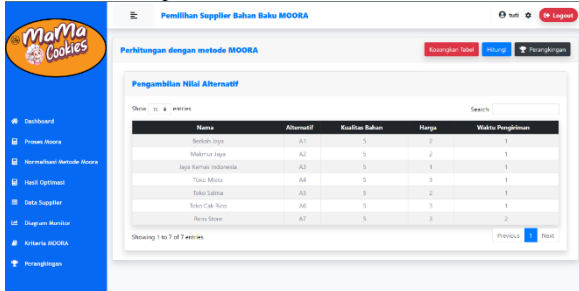 MaMa
Cookies
Pemilihan Supplier Bahan Baku MOORA
tuti
Logout
Perhitungan dengan metode MOORA
Kosongkan Tabel
Hitung!
Perangkingan
Pengambilan Nilai Alternatif
Show 10 entries
Search:
Nama Alternatif Kualitas Bahan Harga Waktu Pengiriman
Berkah Jaya A1 5 2 1
Makmur Jaya A2 5 2 1
Jaya Kemas Indonesia A3 5 1 1
Toko Mista A4 5 3 1
Toko Salma A5 5 2 1
Toko Cak Rico A6 5 3 1
Rens Store A7 5 3 2
Showing 1 to 7 of 7 entries
Previous 1 Next
Dashboard
Proses Moora
Normalisasi Metode Moora
Hasil Optimasi
Data Supplier
Diagram Monitor
Kriteria MOORA
Perangkingan